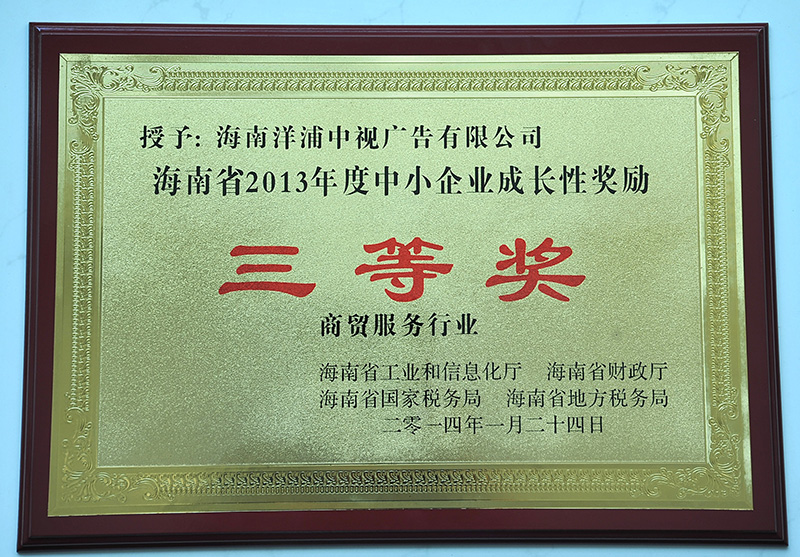 授予: 海南洋浦中视广告有限公司
海南省2013年度中小企业成长性奖励
三等奖
商贸服务行业
海南省工业和信息化厅 海南省财政厅
海南省国家税务局 海南省地方税务局
二零一四年一月二十四日